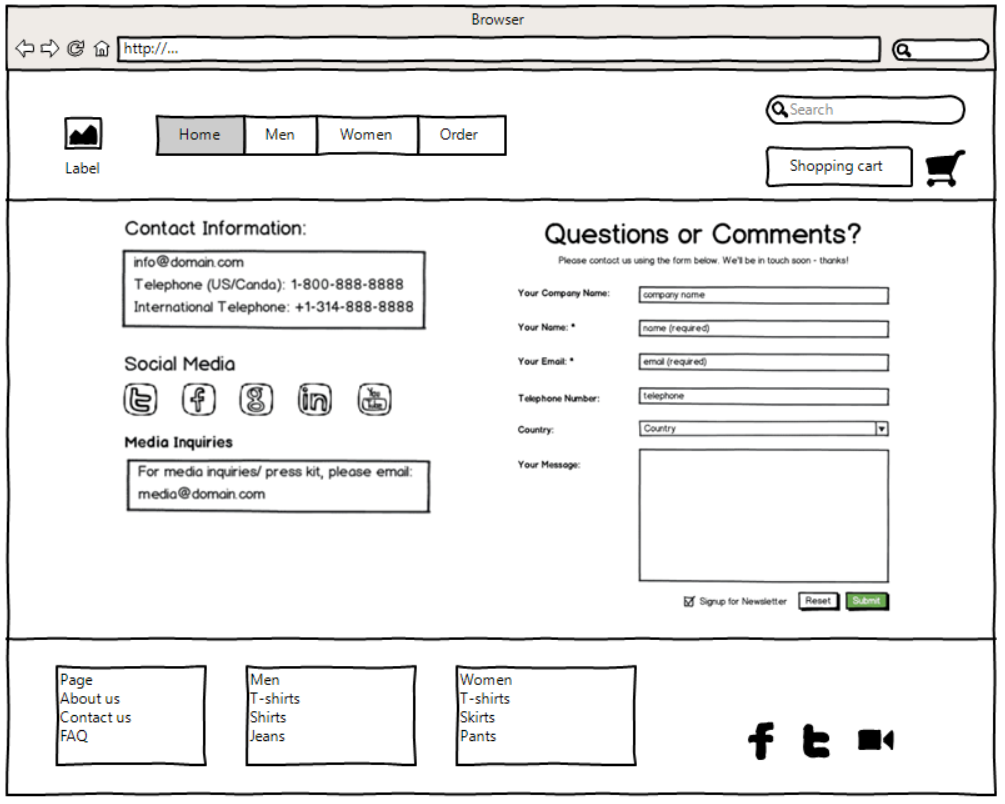 Browser
http://...
Search
Label
Home
Men
Women
Order
Shopping cart
Contact Information:
info@domain.com
Telephone (US/Canda): 1-800-888-8888
International Telephone: +1-314-888-8888
Social Media
You
Tube
Media Inquiries
For media inquiries/ press kit, please email:
media@domain.com
Questions or Comments?
Please contact us using the form below. We'll be in touch soon - thanks!
Your Company Name:
company name
Your Name: *
name (required)
Your Email: *
email (required)
Telephone Number:
telephone
Country:
Country
Your Message:
Signup for Newsletter
Reset
Submit
Page
About us
Contact us
FAQ
Men
T-shirts
Shirts
Jeans
Women
T-shirts
Skirts
Pants